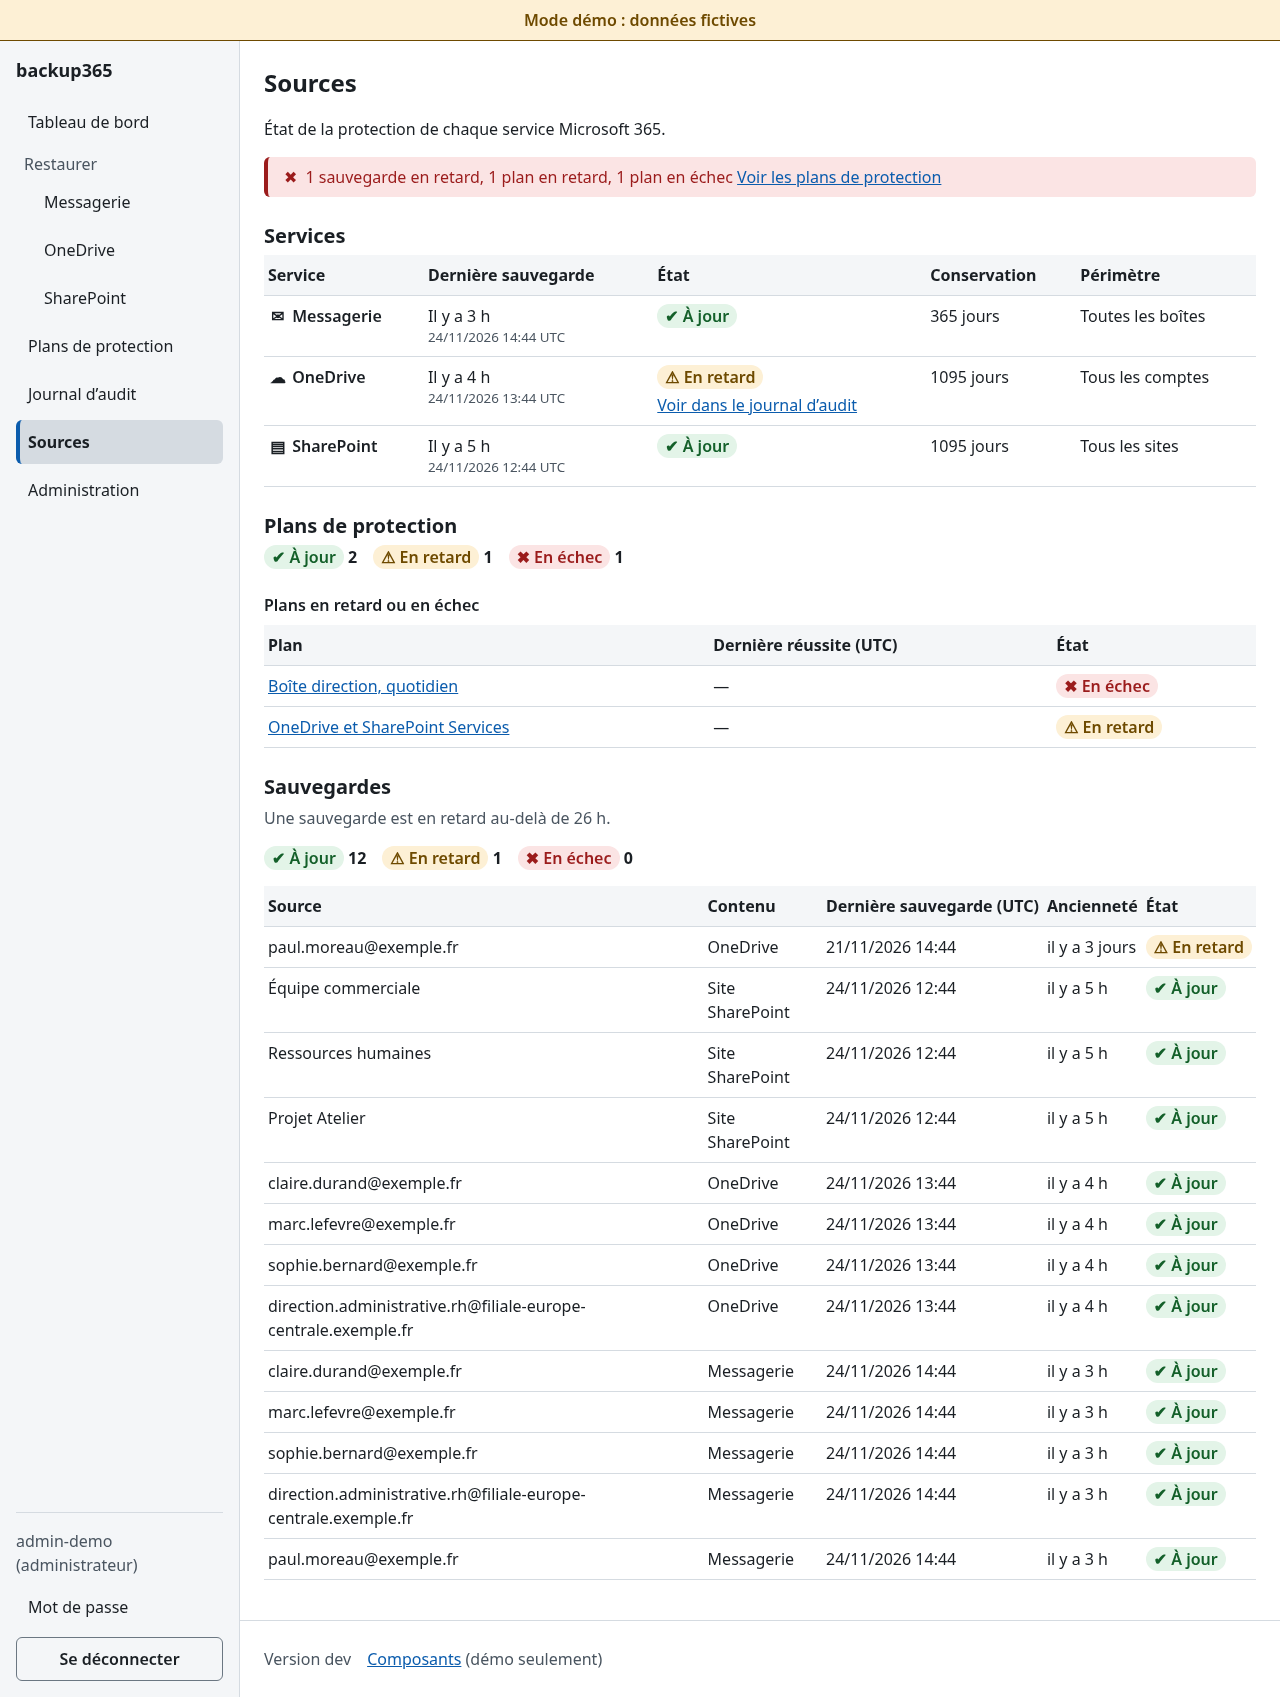 Mode démo : données fictives
backup365
Tableau de bord
Restaurer
Messagerie
OneDrive
SharePoint
Plans de protection
Journal d’audit
Sources
Administration
admin-demo
(administrateur)
Mot de passe
Se déconnecter
Sources
État de la protection de chaque service Microsoft 365.
✖ 1 sauvegarde en retard, 1 plan en retard, 1 plan en échec Voir les plans de protection
Services
Service Dernière sauvegarde État Conservation Périmètre
✉ Messagerie Il y a 3 h ✔ À jour 365 jours Toutes les boîtes
24/11/2026 14:44 UTC
☁ OneDrive Il y a 4 h ⚠ En retard 1095 jours Tous les comptes
24/11/2026 13:44 UTC Voir dans le journal d’audit
▤ SharePoint Il y a 5 h ✔ À jour 1095 jours Tous les sites
24/11/2026 12:44 UTC
Plans de protection
✔ À jour 2 ⚠ En retard 1 ✖ En échec 1
Plans en retard ou en échec
Plan Dernière réussite (UTC) État
Boîte direction, quotidien — ✖ En échec
OneDrive et SharePoint Services — ⚠ En retard
Sauvegardes
Une sauvegarde est en retard au-delà de 26 h.
✔ À jour 12 ⚠ En retard 1 ✖ En échec 0
Source Contenu Dernière sauvegarde (UTC) Ancienneté État
paul.moreau@exemple.fr OneDrive 21/11/2026 14:44 il y a 3 jours ⚠ En retard
Équipe commerciale Site SharePoint 24/11/2026 12:44 il y a 5 h ✔ À jour
Ressources humaines Site SharePoint 24/11/2026 12:44 il y a 5 h ✔ À jour
Projet Atelier Site SharePoint 24/11/2026 12:44 il y a 5 h ✔ À jour
claire.durand@exemple.fr OneDrive 24/11/2026 13:44 il y a 4 h ✔ À jour
marc.lefevre@exemple.fr OneDrive 24/11/2026 13:44 il y a 4 h ✔ À jour
sophie.bernard@exemple.fr OneDrive 24/11/2026 13:44 il y a 4 h ✔ À jour
direction.administrative.rh@filiale-europe- OneDrive 24/11/2026 13:44 il y a 4 h ✔ À jour
centrale.exemple.fr
claire.durand@exemple.fr Messagerie 24/11/2026 14:44 il y a 3 h ✔ À jour
marc.lefevre@exemple.fr Messagerie 24/11/2026 14:44 il y a 3 h ✔ À jour
sophie.bernard@exemple.fr Messagerie 24/11/2026 14:44 il y a 3 h ✔ À jour
direction.administrative.rh@filiale-europe- Messagerie 24/11/2026 14:44 il y a 3 h ✔ À jour
centrale.exemple.fr
paul.moreau@exemple.fr Messagerie 24/11/2026 14:44 il y a 3 h ✔ À jour
Version dev Composants (démo seulement)